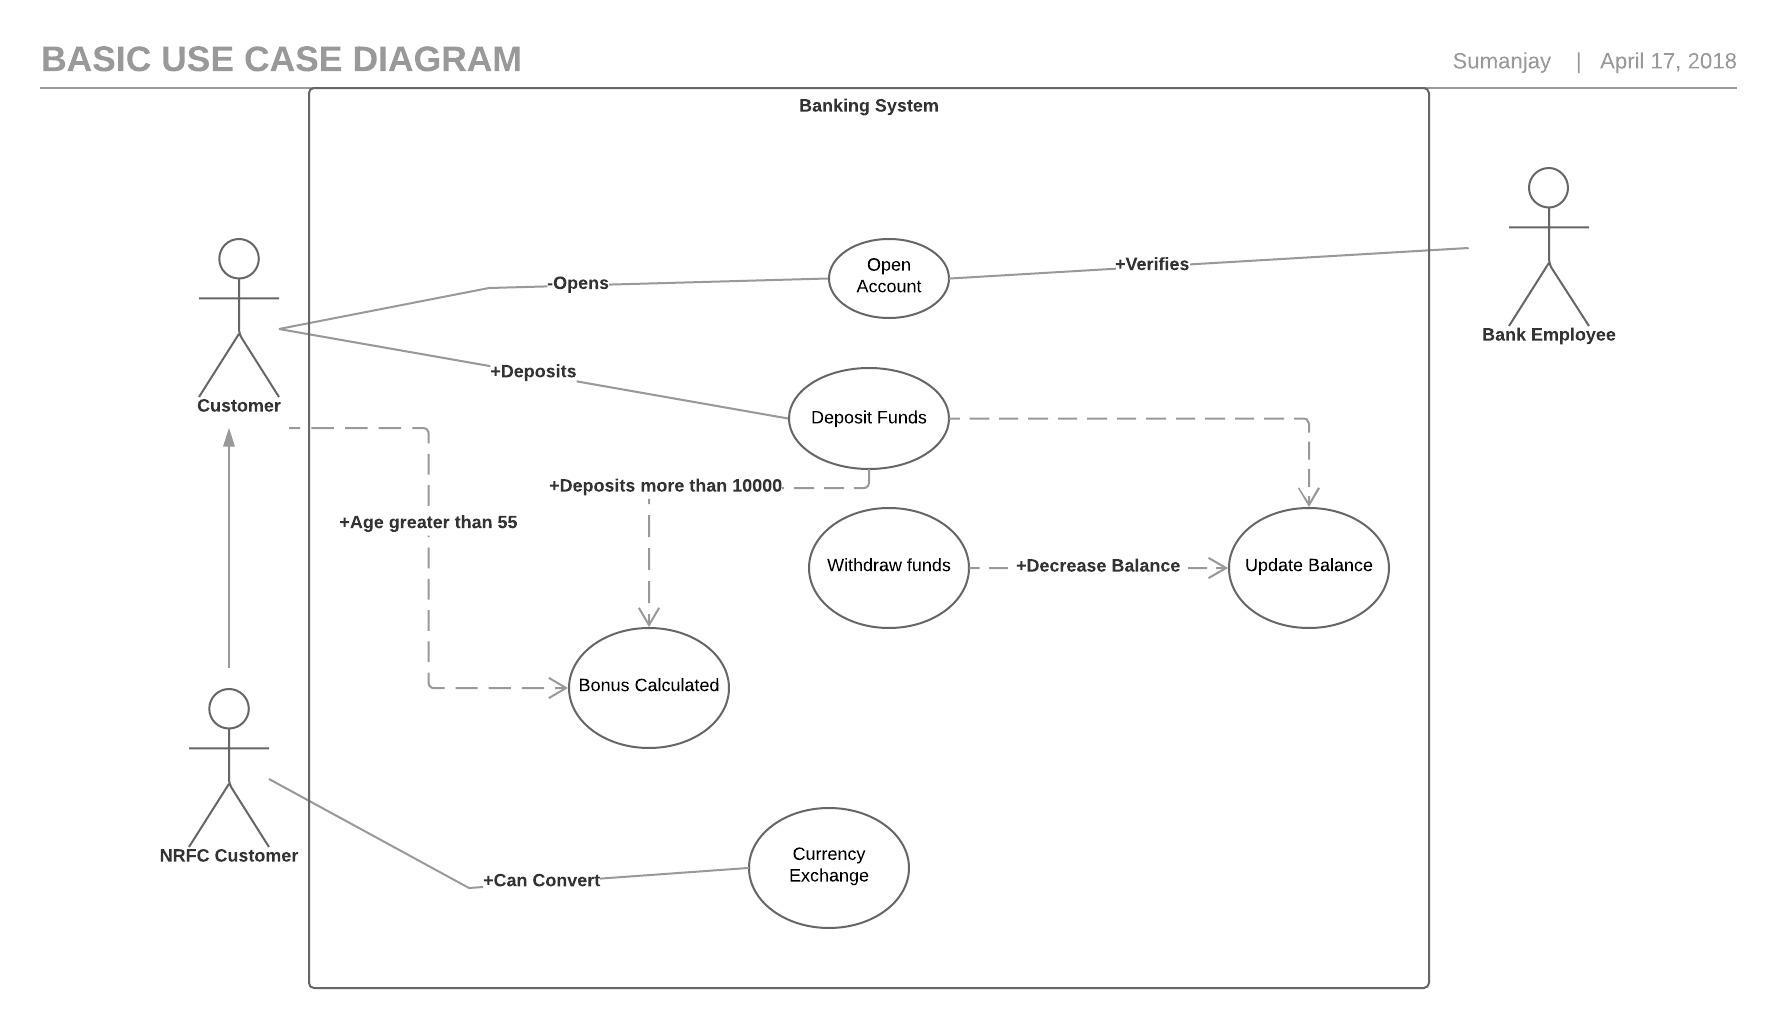 BASIC USE CASE DIAGRAM
Sumanjay | April 17, 2018
Banking System
Open
Account
+Verifies
-Opens
Bank Employee
+Deposits
Customer
Deposit Funds
+Deposits more than 10000
+Age greater than 55
Withdraw funds
+Decrease Balance
Update Balance
Bonus Calculated
NRFC Customer
Currency
Exchange
+Can Convert